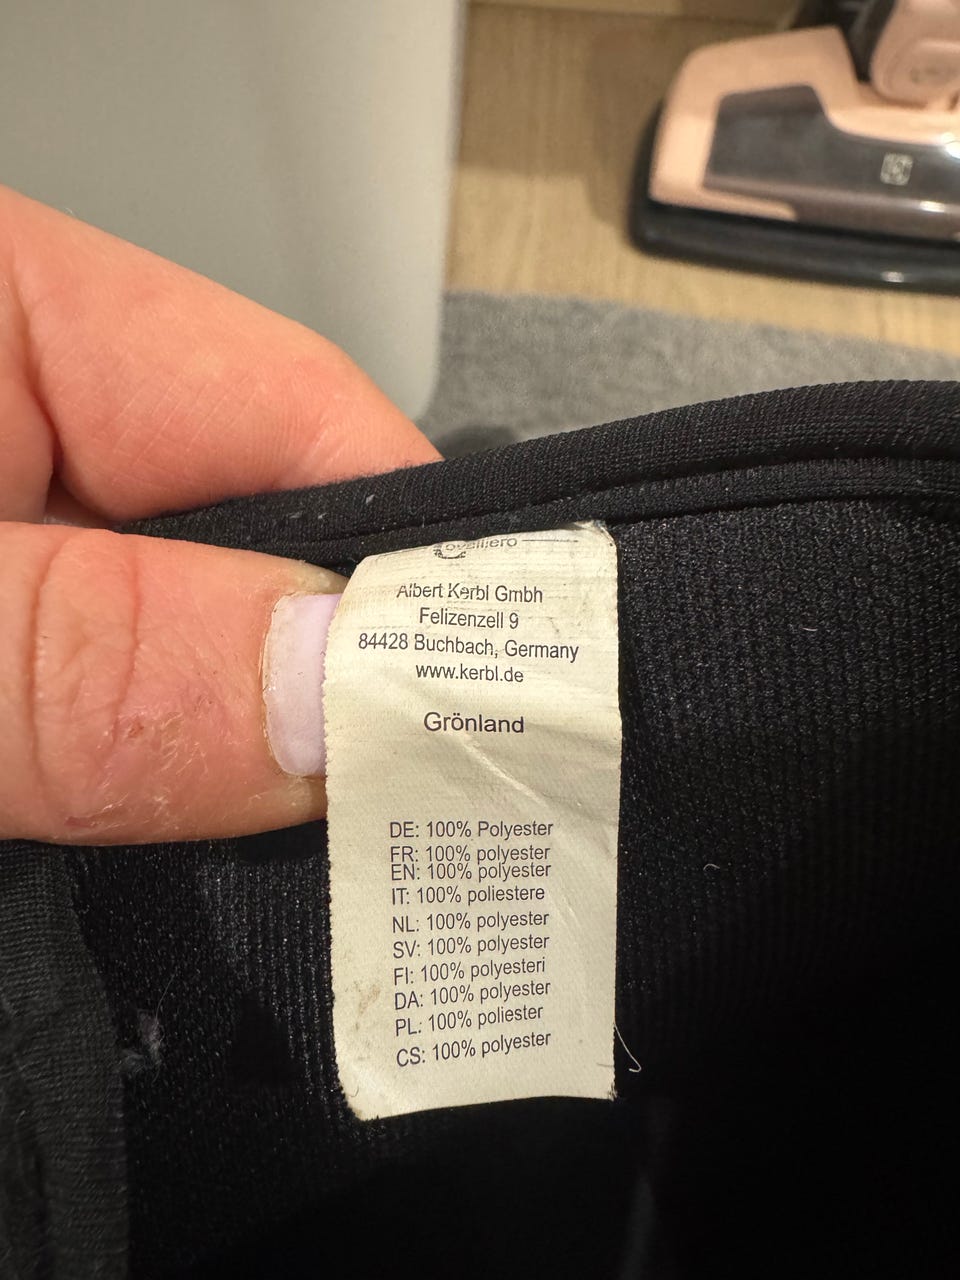 Albert Kerbl Gmbh
Felizenzell 9
84428 Buchbach, Germany
www.kerbl.de
Grönland
DE: 100% Polyester
FR: 100% polyester
EN: 100% polyester
IT: 100% poliestere
NL: 100% polyester
SV: 100% polyester
FI: 100% polyesteri
DA: 100% polyester
PL: 100% poliester
CS: 100% polyester